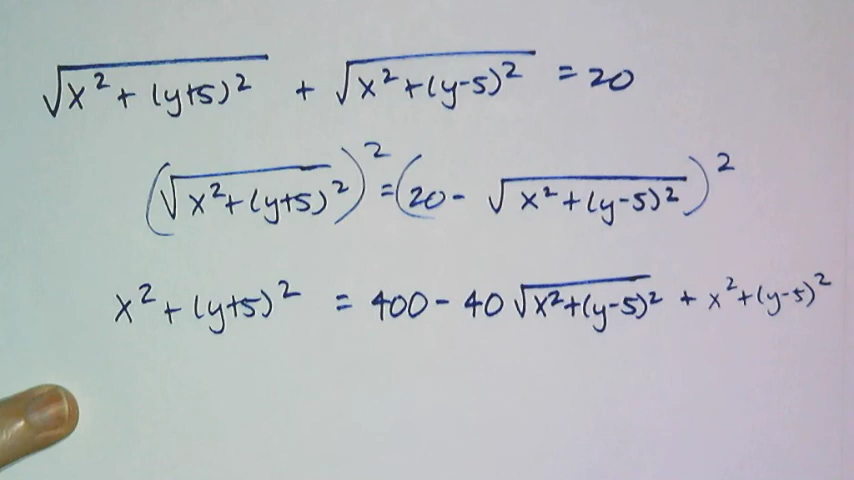 √(x² + (y+5)²) + √(x² + (y-5)²) = 20
(√(x² + (y+5)²))² = (20 - √(x² + (y-5)²))²
x² + (y+5)² = 400 - 40√(x² + (y-5)²) + x² + (y-5)²